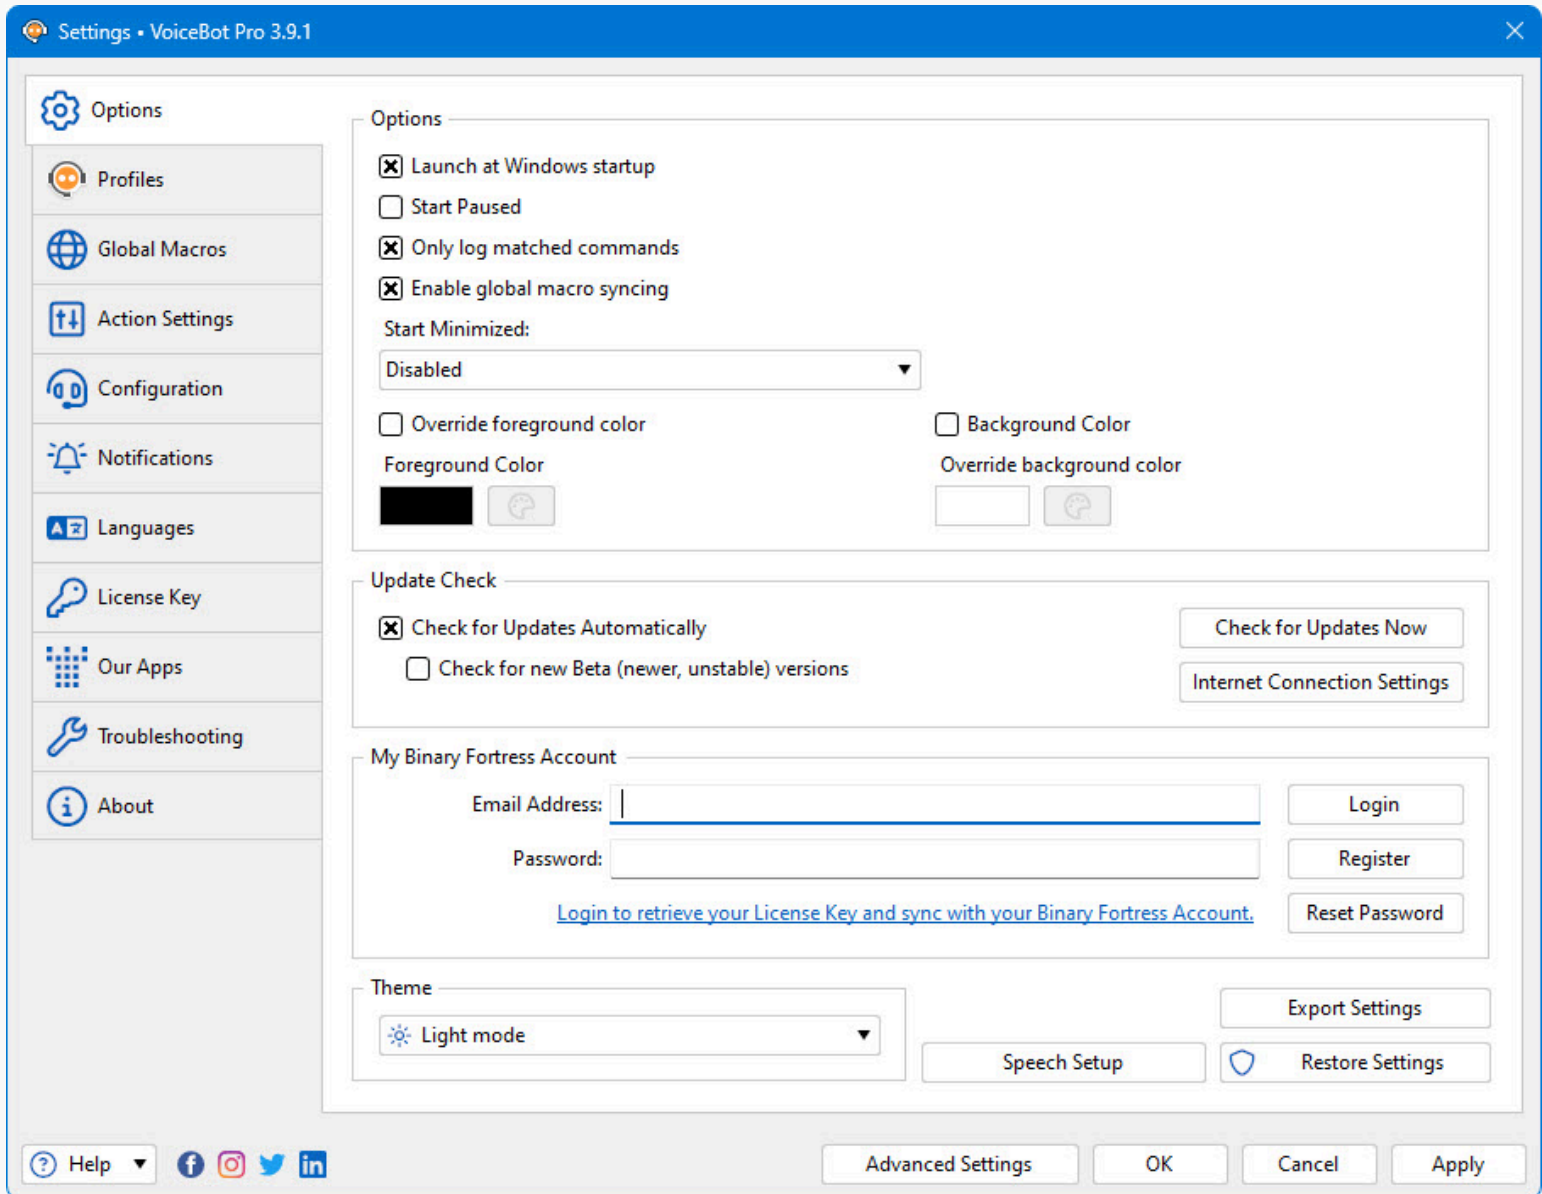 Settings • VoiceBot Pro 3.9.1
Options
Profiles
Global Macros
Action Settings
Configuration
Notifications
Languages
License Key
Our Apps
Troubleshooting
About
Options
Launch at Windows startup
Start Paused
Only log matched commands
Enable global macro syncing
Start Minimized:
Disabled
Override foreground color
Background Color
Foreground Color
Override background color
Update Check
Check for Updates Automatically
Check for Updates Now
Check for new Beta (newer, unstable) versions
Internet Connection Settings
My Binary Fortress Account
Email Address:
Login
Password:
Register
Login to retrieve your License Key and sync with your Binary Fortress Account.
Reset Password
Theme
Light mode
Export Settings
Speech Setup
Restore Settings
Help
Advanced Settings
OK
Cancel
Apply